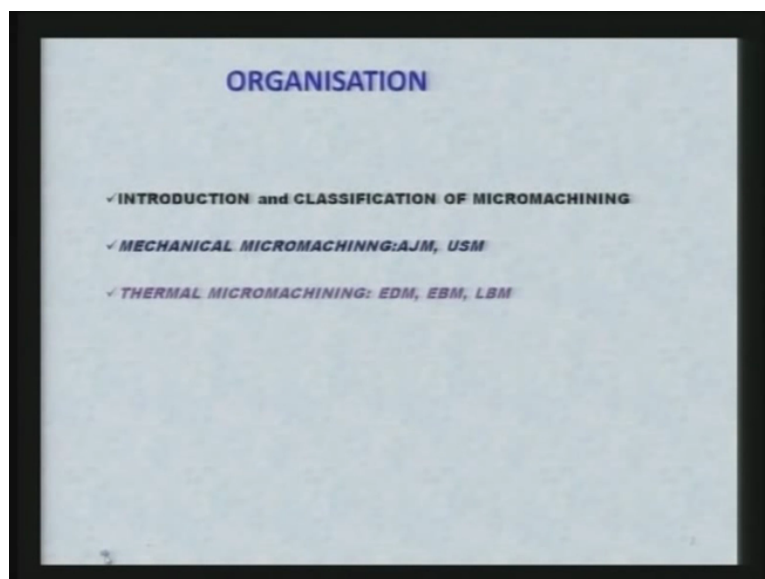 ORGANISATION
✓INTRODUCTION and CLASSIFICATION OF MICROMACHINING
✓MECHANICAL MICROMACHINNG:AJM, USM
✓THERMAL MICROMACHINING: EDM, EBM, LBM